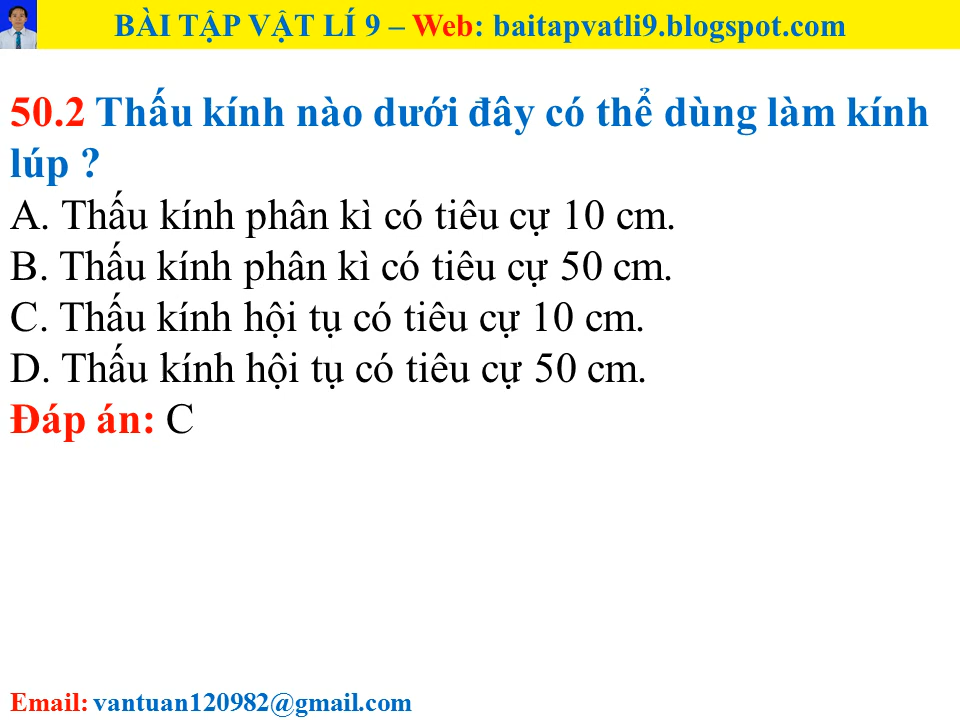 BÀI TẬP VẬT LÍ 9 – Web: baitapvatli9.blogspot.com
50.2 Thấu kính nào dưới đây có thể dùng làm kính
lúp ?
A. Thấu kính phân kì có tiêu cự 10 cm.
B. Thấu kính phân kì có tiêu cự 50 cm.
C. Thấu kính hội tụ có tiêu cự 10 cm.
D. Thấu kính hội tụ có tiêu cự 50 cm.
Đáp án: C
Email: vantuan120982@gmail.com